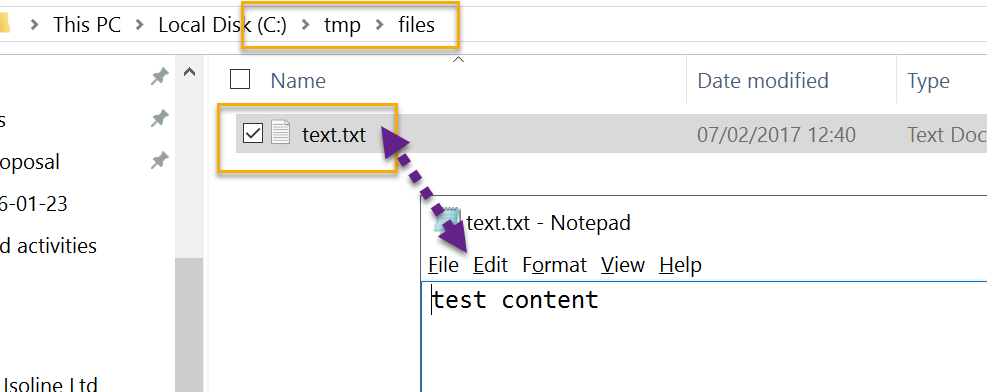 This PC > Local Disk (C:) > tmp > files
Name Date modified Type
text.txt 07/02/2017 12:40 Text Doc
s
oposal
6-01-23
d activities
Isoline Ltd
text.txt - Notepad
File Edit Format View Help
test content